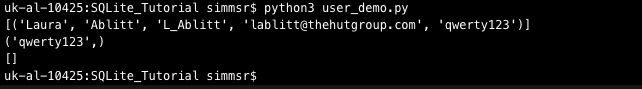 uk-al-10425:SQLite_Tutorial simmsr$ python3 user_demo.py
[('Laura', 'Ablitt', 'L_Ablitt', 'lablitt@thehutgroup.com', 'qwerty123')]
('qwerty123',)
[]
uk-al-10425:SQLite_Tutorial simmsr$